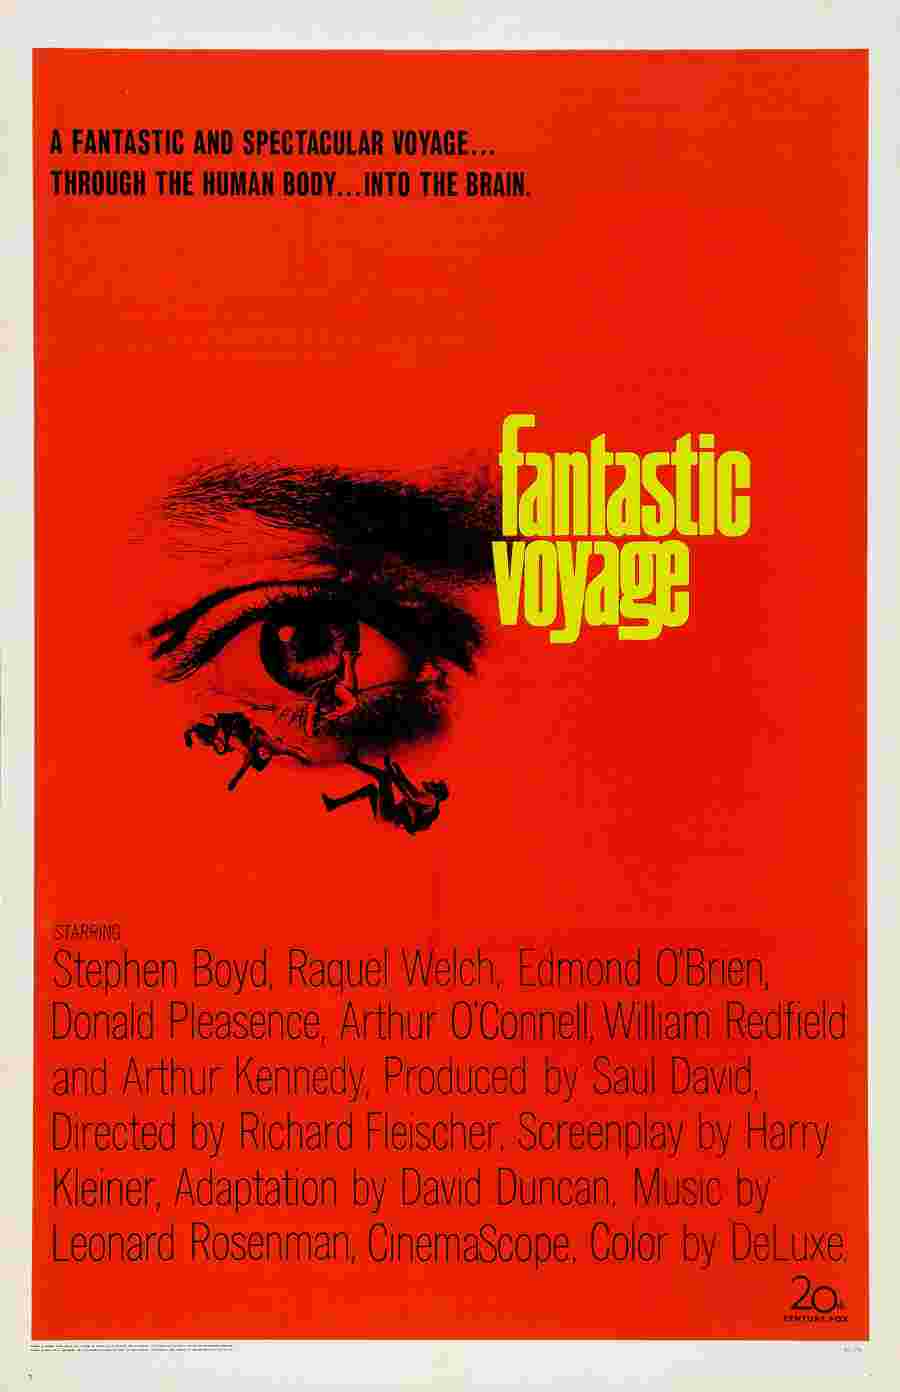 A FANTASTIC AND SPECTACULAR VOYAGE...
THROUGH THE HUMAN BODY...INTO THE BRAIN.
fantastic
voyage
STARRING
Stephen Boyd, Raquel Welch, Edmond O'Brien,
Donald Pleasence, Arthur O'Connell, William Redfield
and Arthur Kennedy, Produced by Saul David,
Directed by Richard Fleischer. Screenplay by Harry
Kleiner, Adaptation by David Duncan. Music by
Leonard Rosenman, CinemaScope, Color by DeLuxe.
20th
CENTURY-FOX